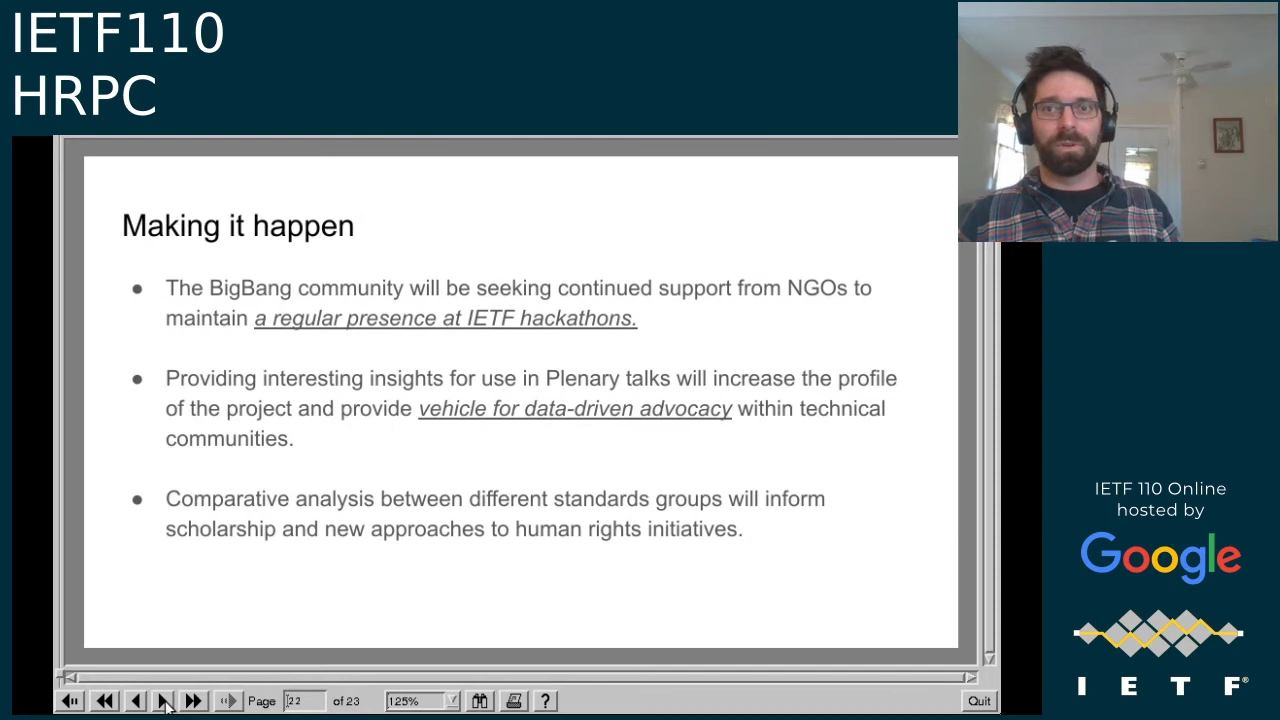 IETF110
HRPC
Making it happen
● The BigBang community will be seeking continued support from NGOs to
maintain a regular presence at IETF hackathons.
● Providing interesting insights for use in Plenary talks will increase the profile
of the project and provide vehicle for data-driven advocacy within technical
communities.
● Comparative analysis between different standards groups will inform
scholarship and new approaches to human rights initiatives.
Page 22 of 23 125% ? Quit
IETF 110 Online
hosted by
Google
I E T F®